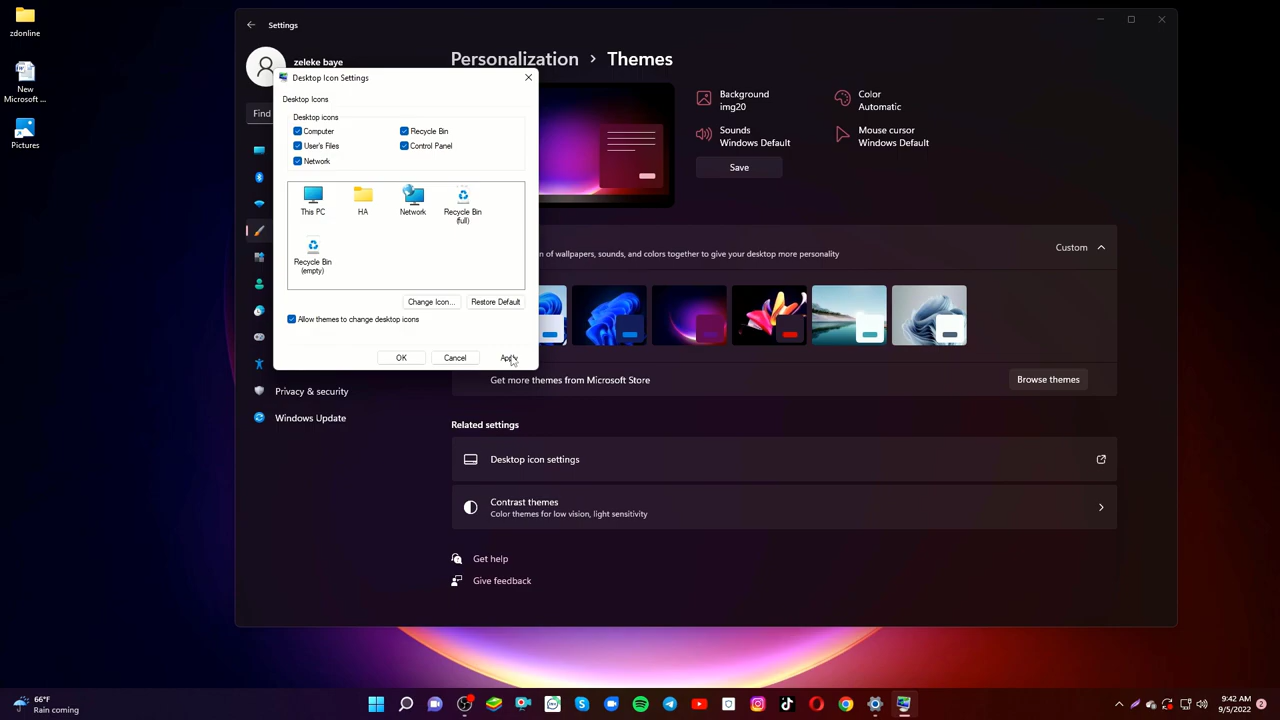 zdonline
New
Microsoft ...
Pictures
Settings
zeleke baye
Find
Privacy & security
Windows Update
Personalization > Themes
Background
img20
Color
Automatic
Sounds
Windows Default
Mouse cursor
Windows Default
Save
Desktop Icon Settings
Desktop Icons
Desktop icons
Computer
Recycle Bin
User's Files
Control Panel
Network
This PC
HA
Network
Recycle Bin
(full)
Recycle Bin
(empty)
Change Icon...
Restore Default
Allow themes to change desktop icons
OK
Cancel
Apply
n of wallpapers, sounds, and colors together to give your desktop more personality
Custom
Get more themes from Microsoft Store
Browse themes
Related settings
Desktop icon settings
Contrast themes
Color themes for low vision, light sensitivity
Get help
Give feedback
66°F
Rain coming
9:42 AM
9/5/2022